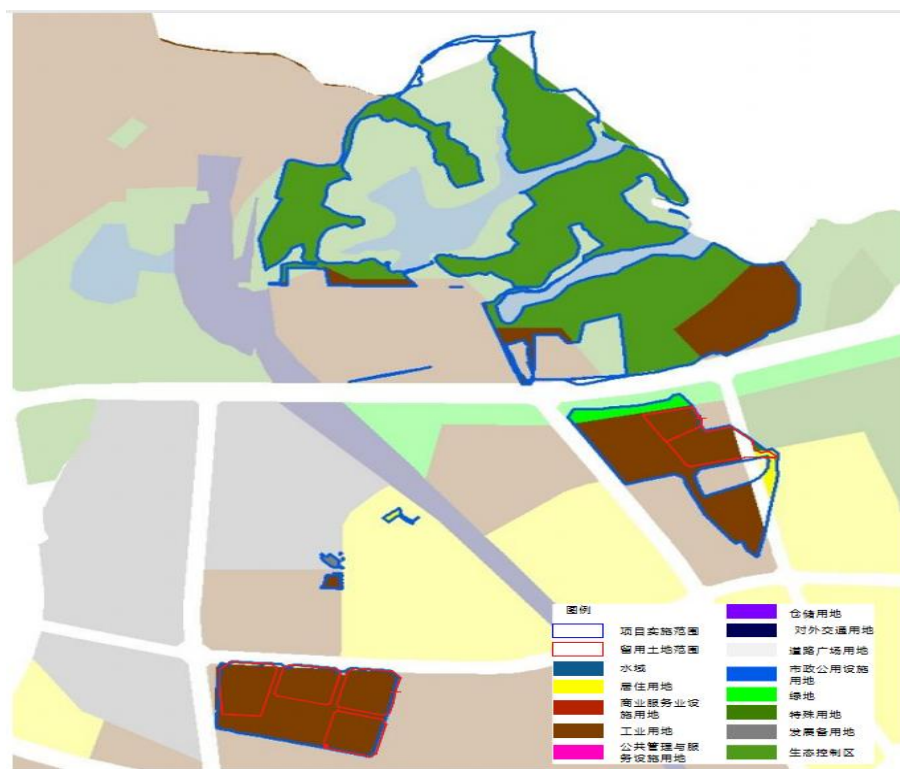 图例
项目实施范围
留用土地范围
水域
居住用地
商业服务业设
施用地
工业用地
公共管理与服
务设施用地
仓储用地
对外交通用地
道路广场用地
市政公用设施
用地
绿地
特殊用地
发展备用地
生态控制区